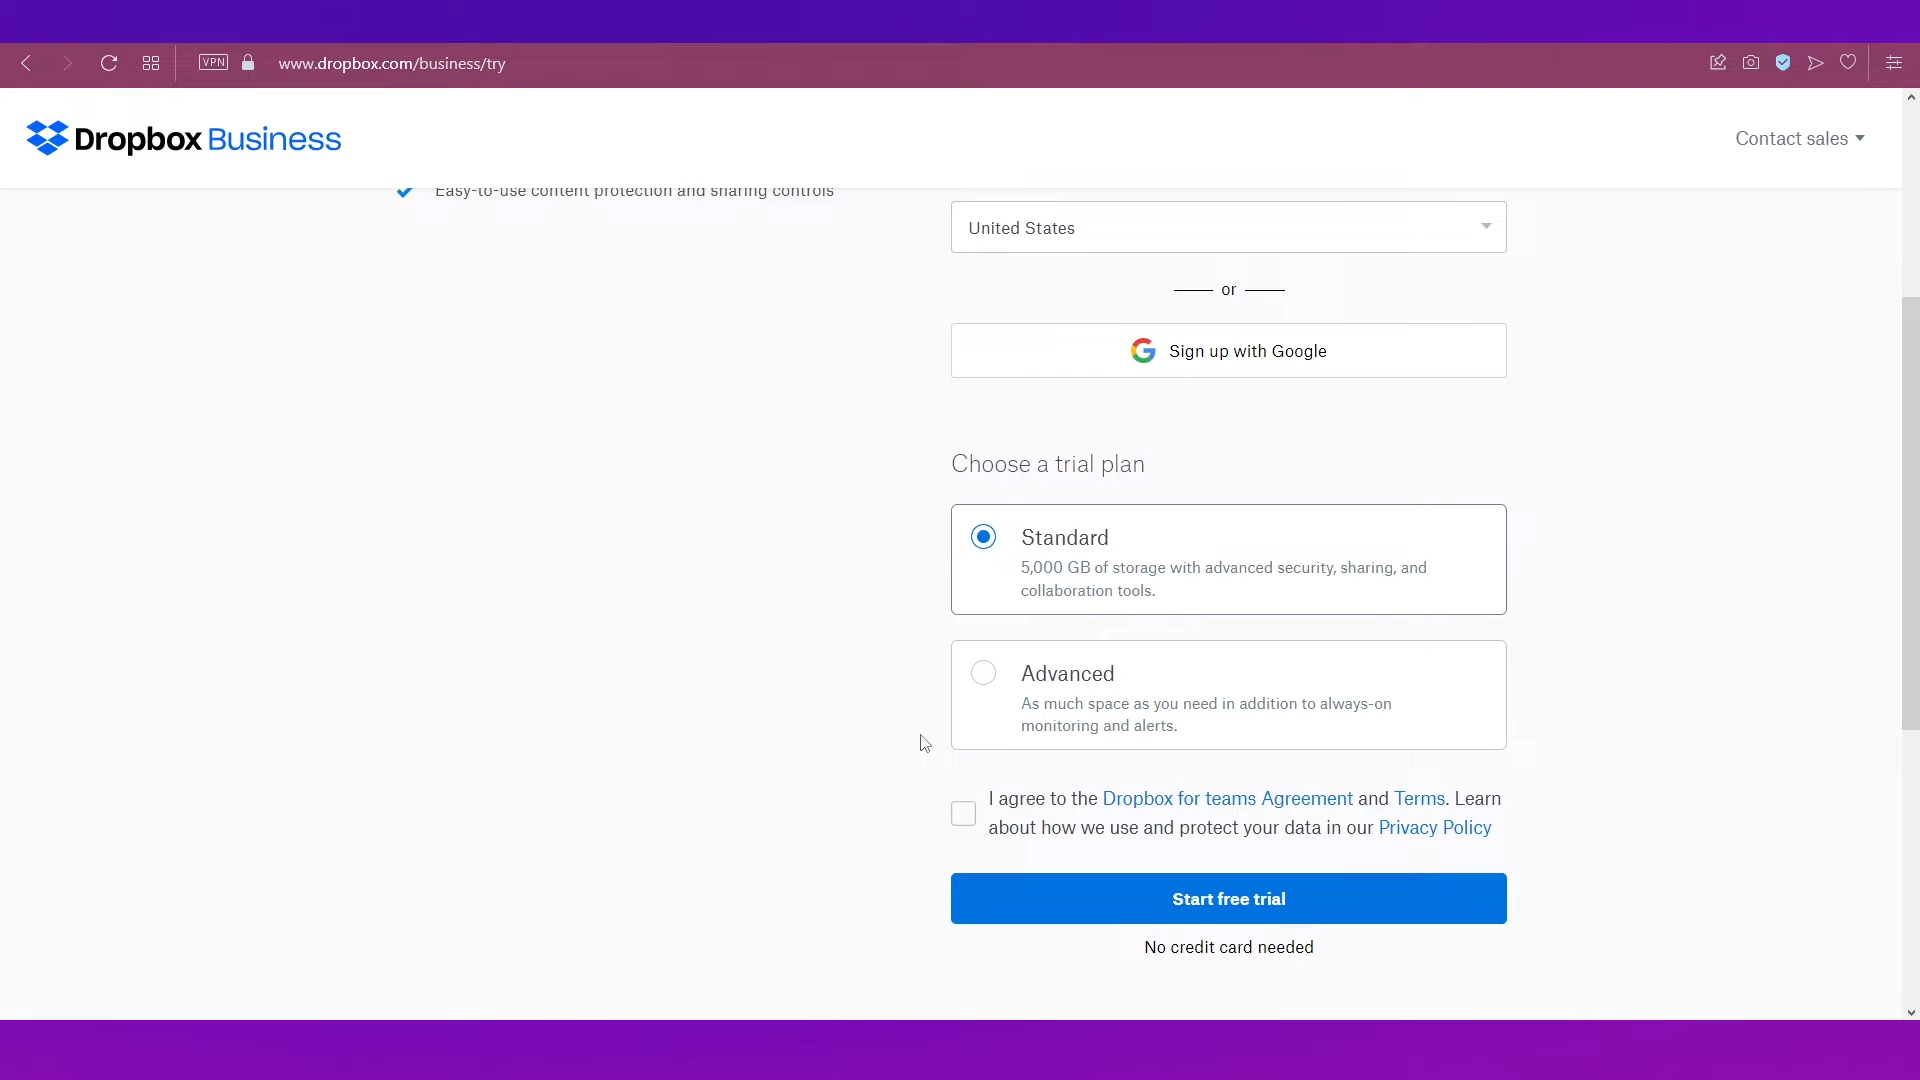 VPN
www.dropbox.com/business/try
Dropbox Business
Contact sales
Easy-to-use content protection and sharing controls
United States
or
Sign up with Google
Choose a trial plan
Standard
5,000 GB of storage with advanced security, sharing, and
collaboration tools.
Advanced
As much space as you need in addition to always-on
monitoring and alerts.
I agree to the Dropbox for teams Agreement and Terms. Learn
about how we use and protect your data in our Privacy Policy
Start free trial
No credit card needed